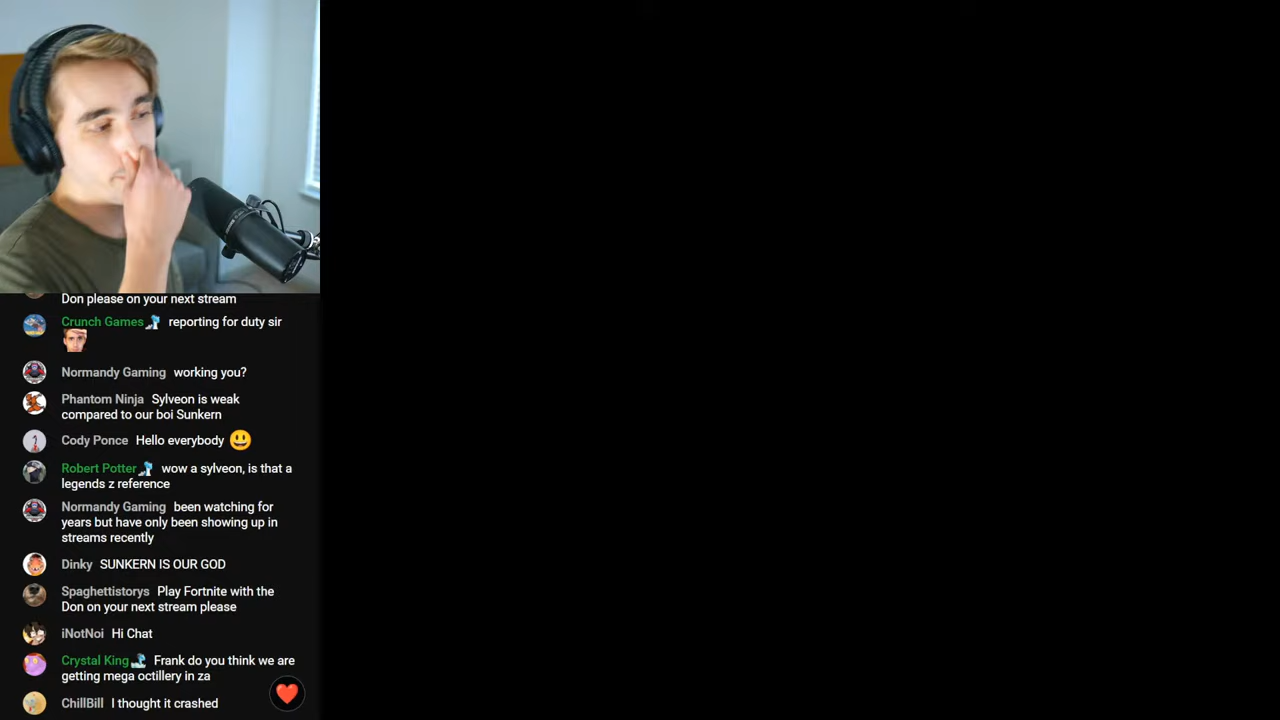 Don please on your next stream
Crunch Games reporting for duty sir
Normandy Gaming working you?
Phantom Ninja Sylveon is weak
compared to our boi Sunkern
Cody Ponce Hello everybody 😃
Robert Potter wow a sylveon, is that a
legends z reference
Normandy Gaming been watching for
years but have only been showing up in
streams recently
Dinky SUNKERN IS OUR GOD
Spaghettistorys Play Fortnite with the
Don on your next stream please
iNotNoi Hi Chat
Crystal King Frank do you think we are
getting mega octillery in za
ChillBill I thought it crashed